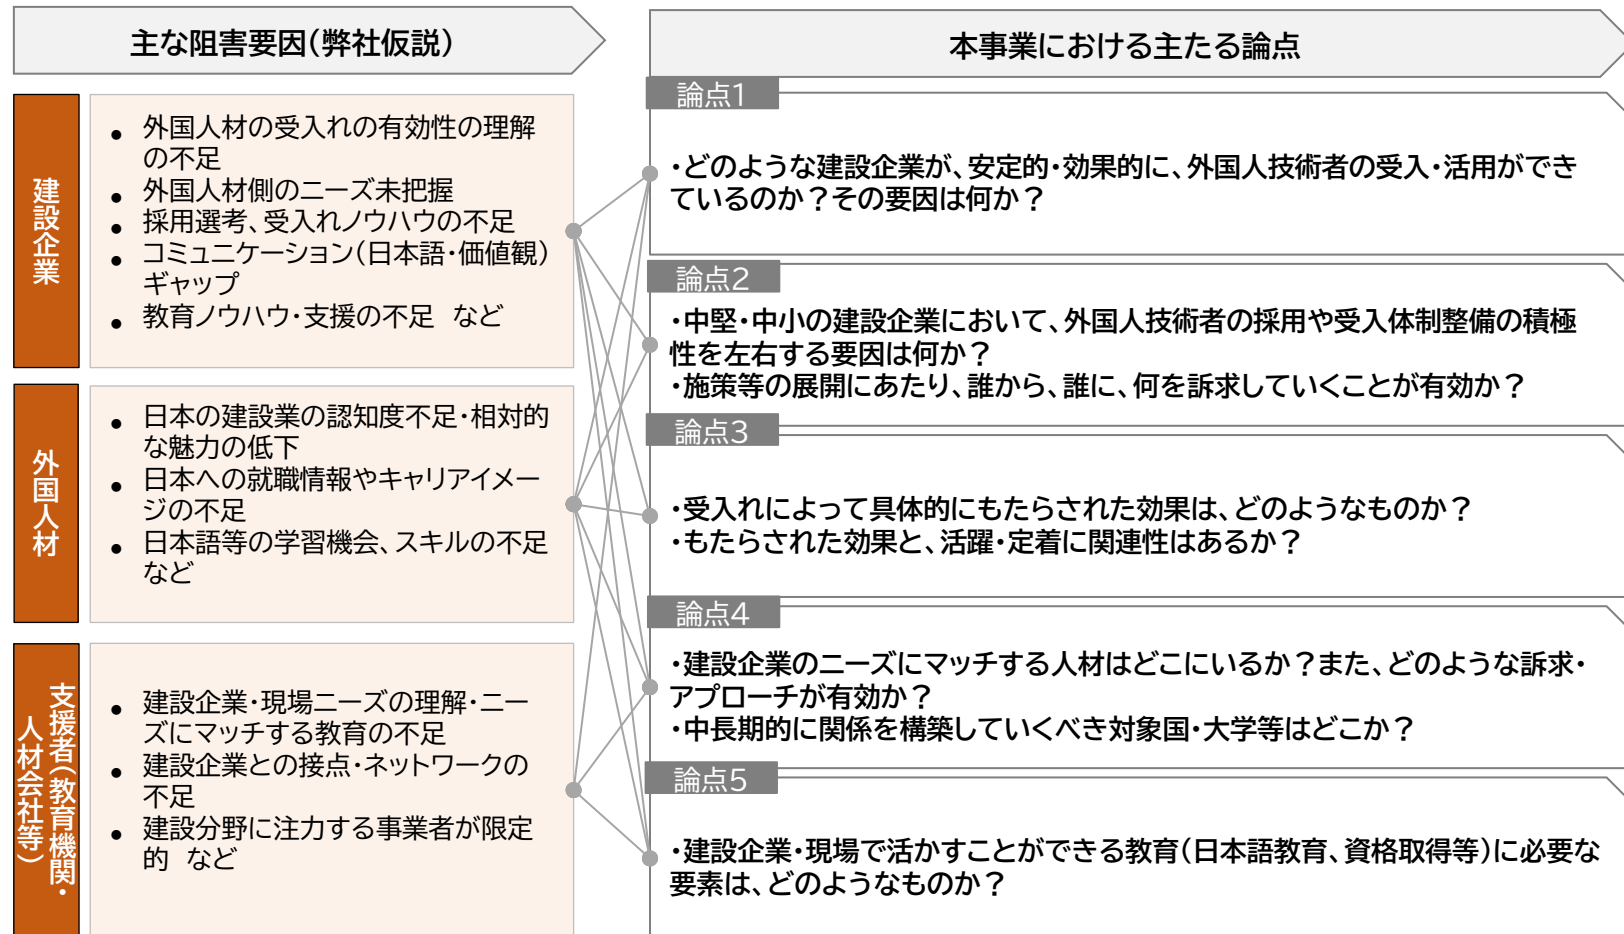 主な阻害要因（弊社仮説）
本事業における主たる論点
建設企業
● 外国人材の受入れの有効性の理解
の不足
● 外国人材側のニーズ未把握
● 採用選考、受入れノウハウの不足
● コミュニケーション（日本語・価値観）
ギャップ
● 教育ノウハウ・支援の不足　など
外国人材
● 日本の建設業の認知度不足・相対的
な魅力の低下
● 日本への就職情報やキャリアイメー
ジの不足
● 日本語等の学習機会、スキルの不足
など
支援者（教育機関・
人材会社等）
● 建設企業・現場ニーズの理解・ニー
ズにマッチする教育の不足
● 建設企業との接点・ネットワークの
不足
● 建設分野に注力する事業者が限定
的　など
論点1
・どのような建設企業が、安定的・効果的に、外国人技術者の受入・活用ができ
ているのか？その要因は何か？
論点2
・中堅・中小の建設企業において、外国人技術者の採用や受入体制整備の積極
性を左右する要因は何か？
・施策等の展開にあたり、誰から、誰に、何を訴求していくことが有効か？
論点3
・受入れによって具体的にもたらされた効果は、どのようなものか？
・もたらされた効果と、活躍・定着に関連性はあるか？
論点4
・建設企業のニーズにマッチする人材はどこにいるか？また、どのような訴求・
アプローチが有効か？
・中長期的に関係を構築していくべき対象国・大学等はどこか？
論点5
・建設企業・現場で活かすことができる教育（日本語教育、資格取得等）に必要な
要素は、どのようなものか？